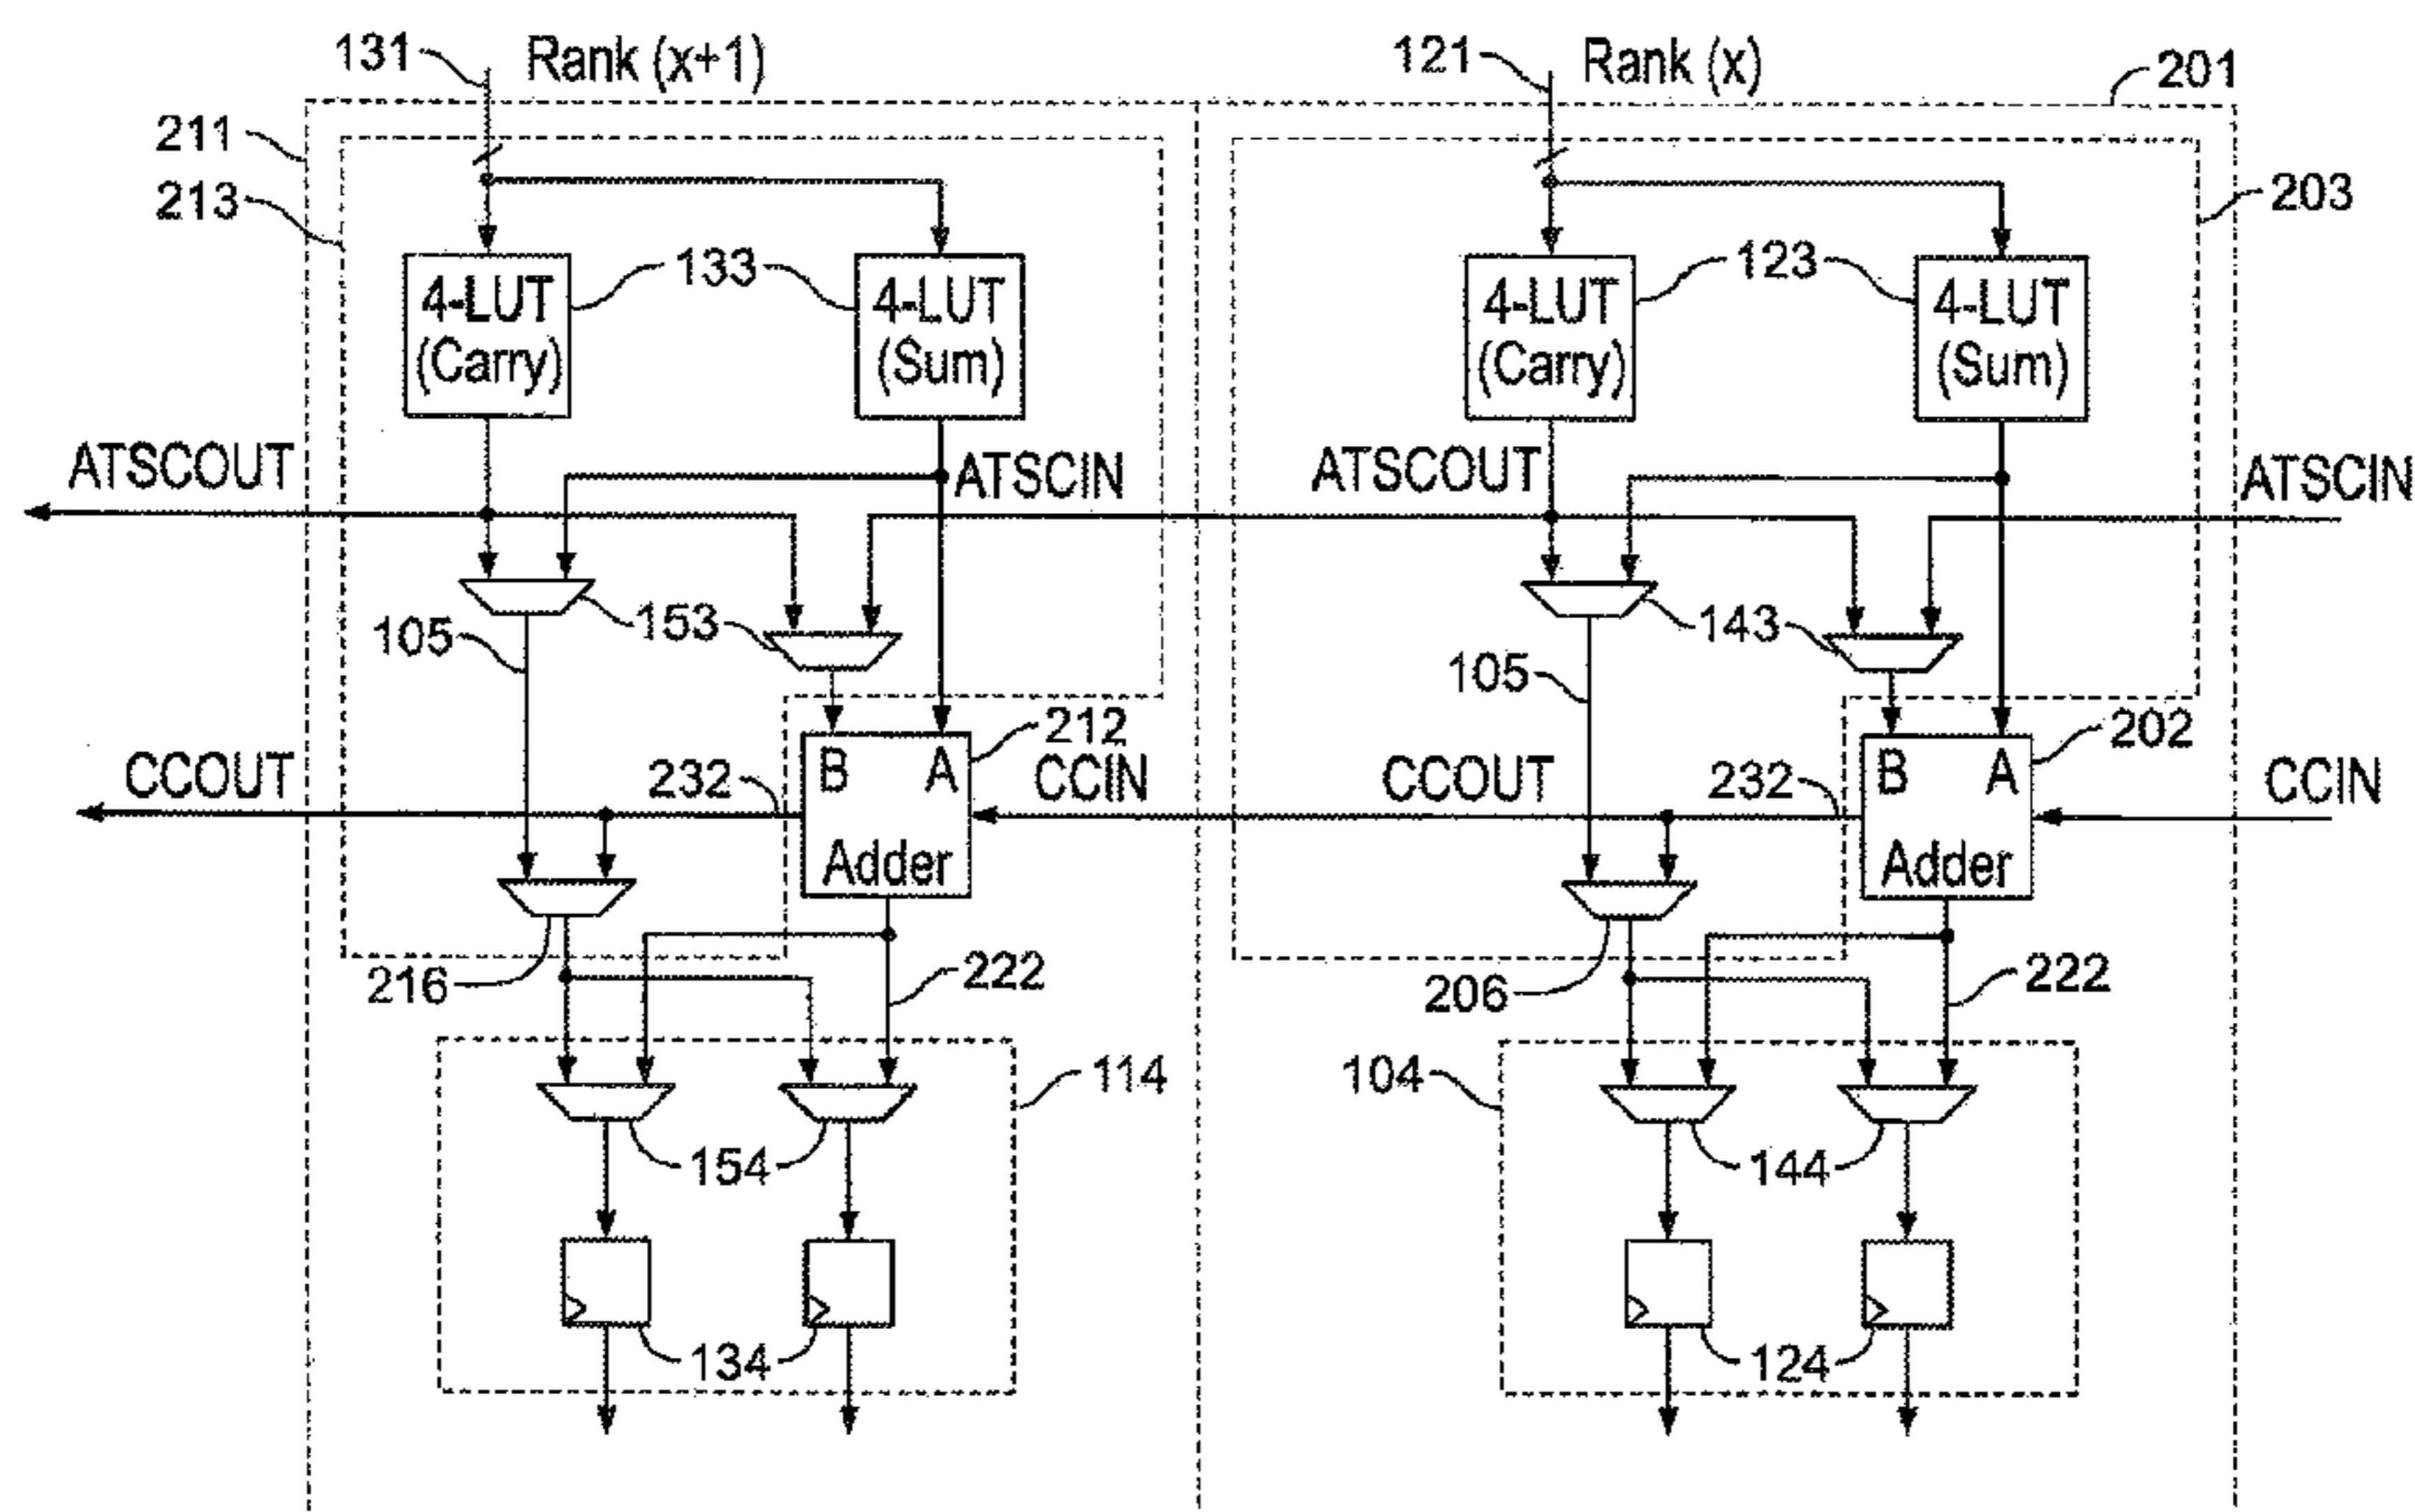 131 Rank (x+1) 121 Rank (x) 201
211
213 203
4-LUT 133 4-LUT 4-LUT 123 4-LUT
(Carry) (Sum) (Carry) (Sum)
ATSCOUT ATSCIN ATSCOUT ATSCIN
105 153 105 143
212 202
CCOUT 232 B A CCIN CCOUT 232 B A CCIN
Adder Adder
216 222 206 222
114 104
154 144
134 124